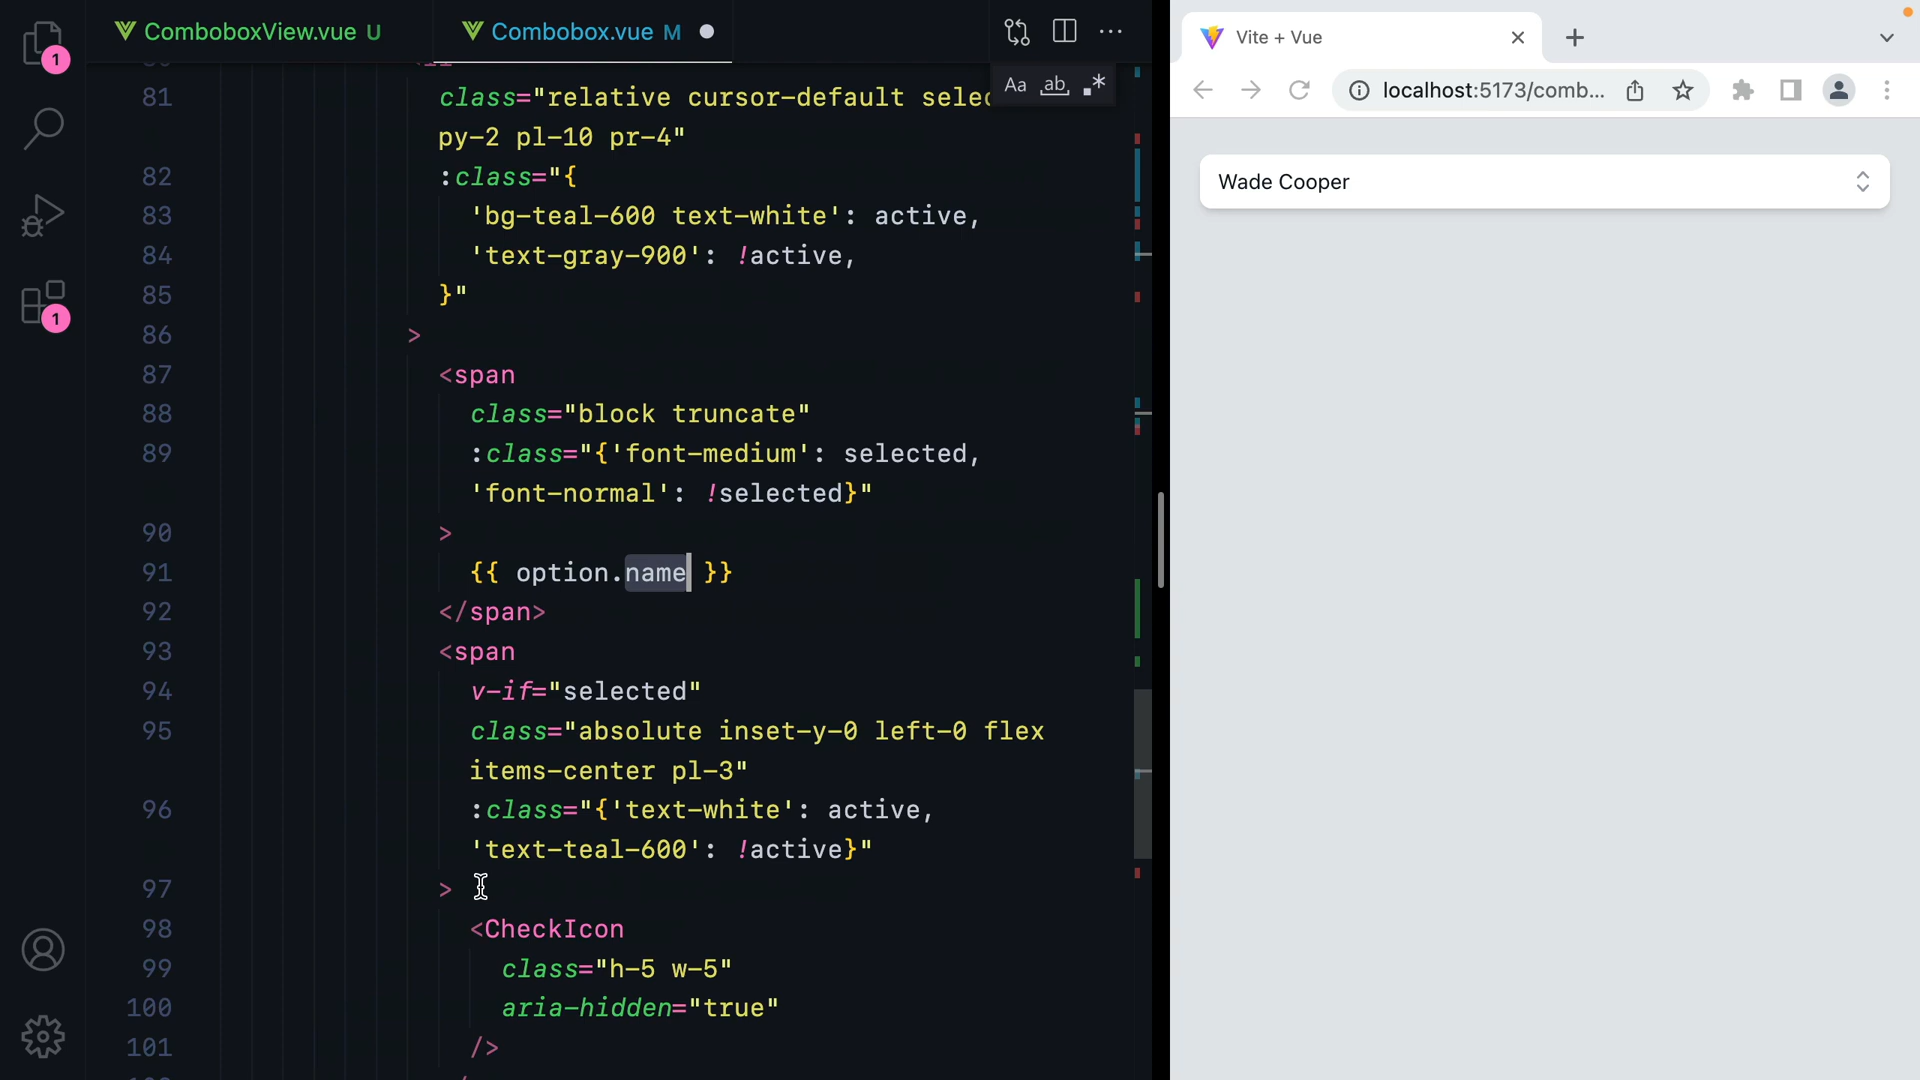 ComboboxView.vue U
Combobox.vue M
Vite + Vue
localhost:5173/comb...
1
1
Aa ab
81 class="relative cursor-default selec
py-2 pl-10 pr-4"
82 :class="{
83 'bg-teal-600 text-white': active,
84 'text-gray-900': !active,
85 }"
86 >
87 <span
88 class="block truncate"
89 :class="{'font-medium': selected,
'font-normal': !selected}"
90 >
91 {{ option.name }}
92 </span>
93 <span
94 v-if="selected"
95 class="absolute inset-y-0 left-0 flex
items-center pl-3"
96 :class="{'text-white': active,
'text-teal-600': !active}"
97 >
98 <CheckIcon
99 class="h-5 w-5"
100 aria-hidden="true"
101 />
Wade Cooper